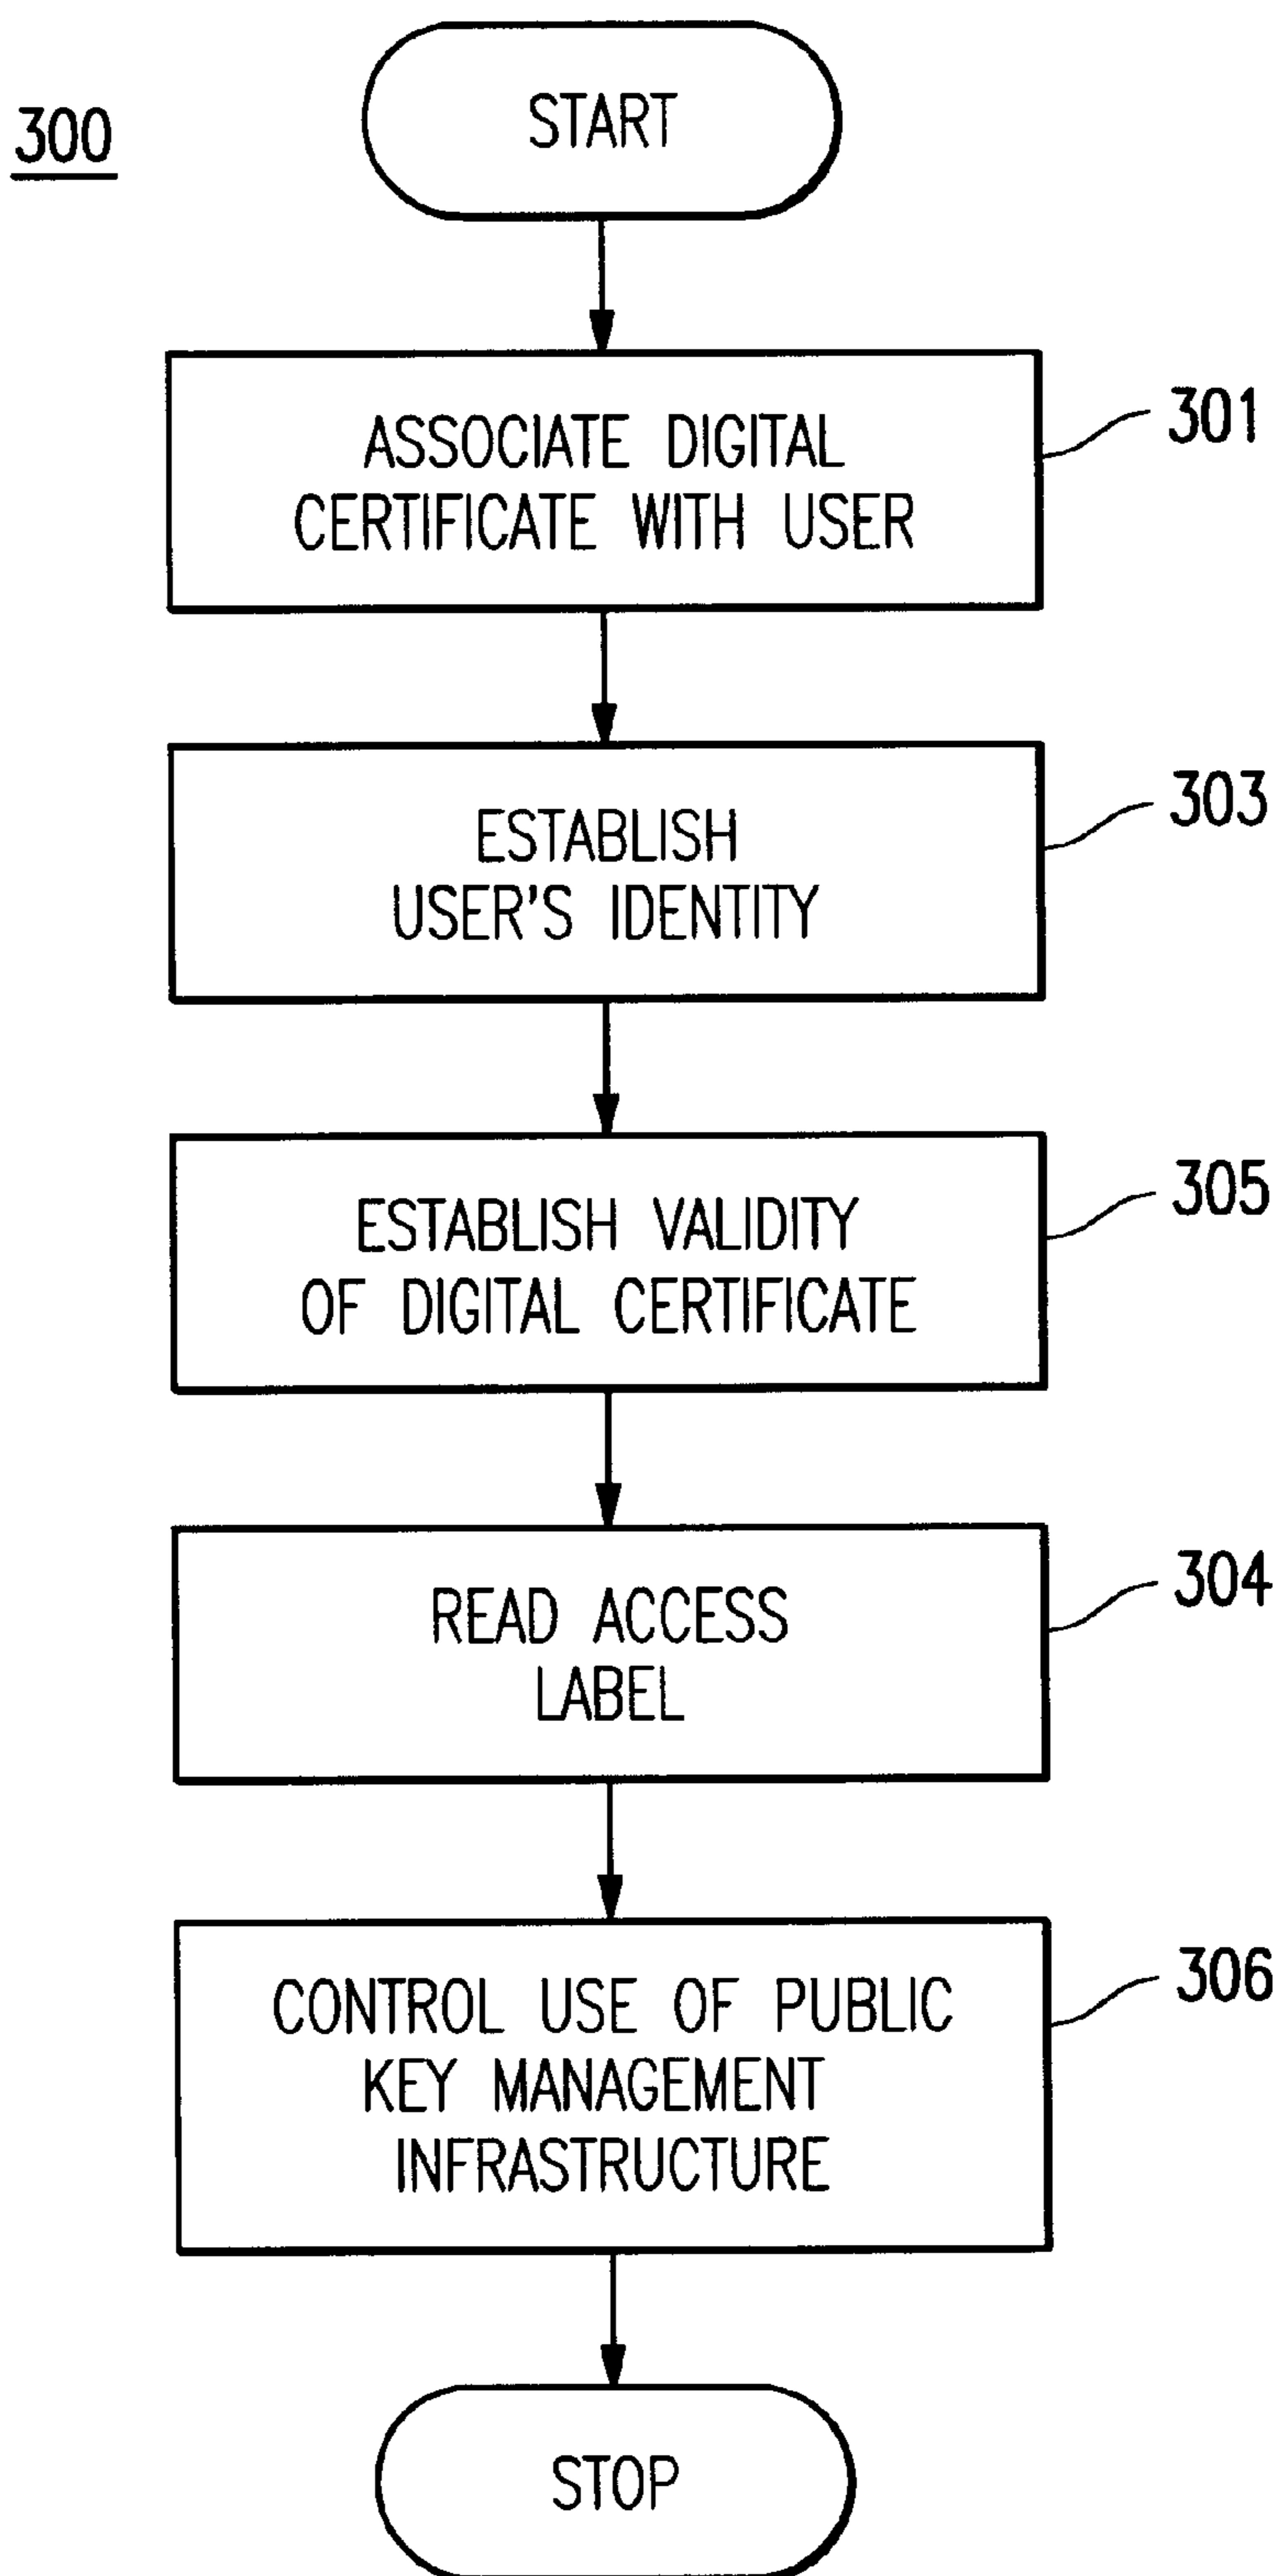 START
300
ASSOCIATE DIGITAL
CERTIFICATE WITH USER
301
ESTABLISH
USER'S IDENTITY
303
ESTABLISH VALIDITY
OF DIGITAL CERTIFICATE
305
READ ACCESS
LABEL
304
CONTROL USE OF PUBLIC
KEY MANAGEMENT
INFRASTRUCTURE
306
STOP